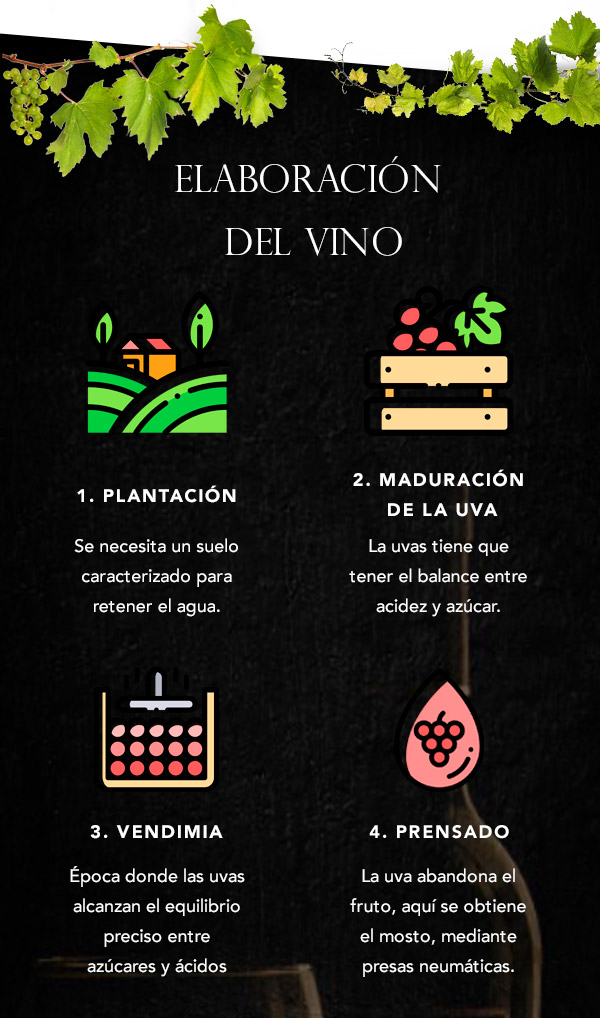 ELABORACIÓN
DEL VINO
1. PLANTACIÓN
Se necesita un suelo
caracterizado para
retener el agua.
2. MADURACIÓN
DE LA UVA
La uvas tiene que
tener el balance entre
acidez y azúcar.
3. VENDIMIA
Época donde las uvas
alcanzan el equilibrio
preciso entre
azúcares y ácidos
4. PRENSADO
La uva abandona el
fruto, aquí se obtiene
el mosto, mediante
presas neumáticas.